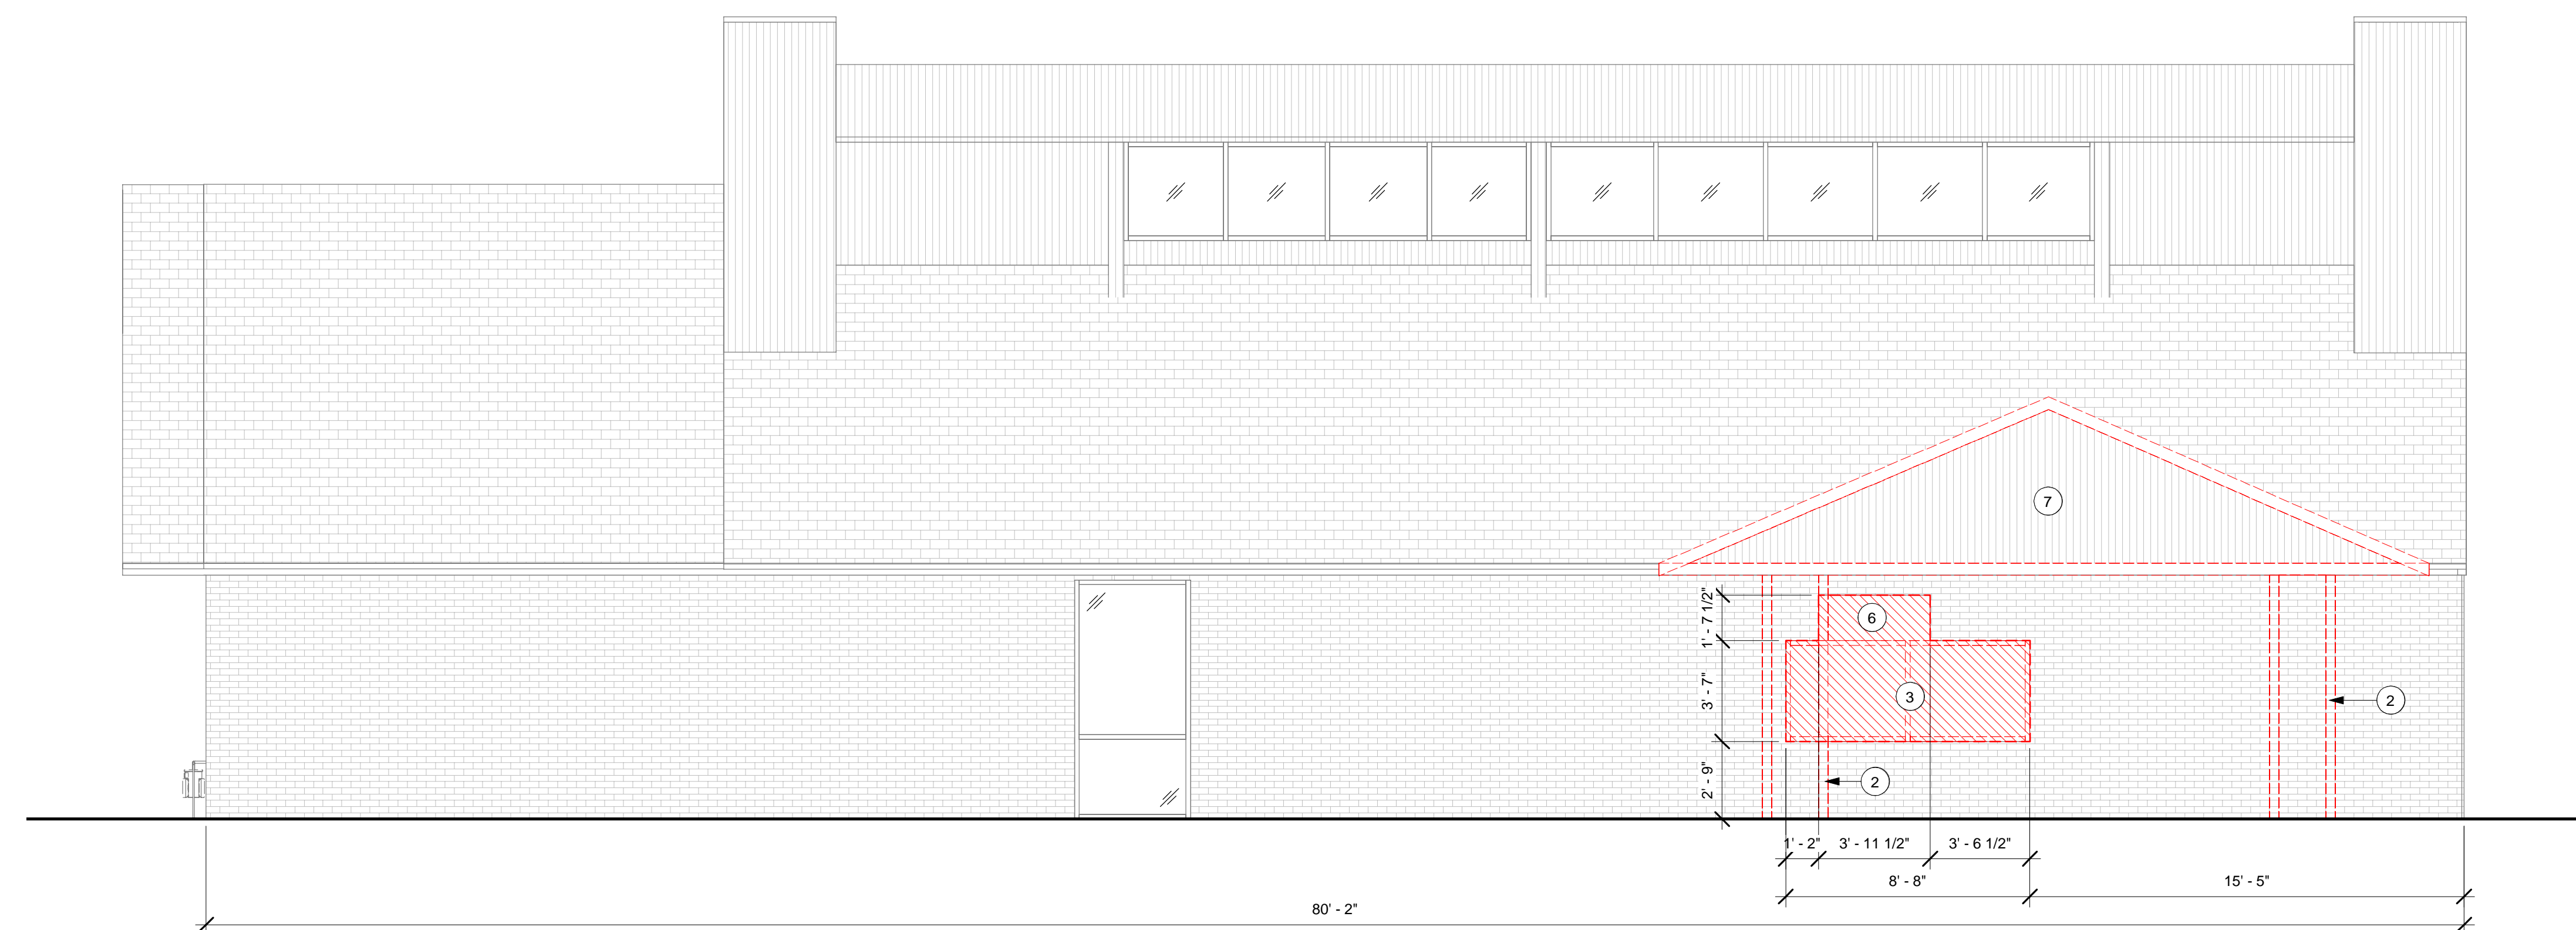 7
1' - 7 1/2"
6
3' - 7"
3
2
2' - 9"
2
1' - 2"
3' - 11 1/2"
3' - 6 1/2"
8' - 8"
15' - 5"
80' - 2"